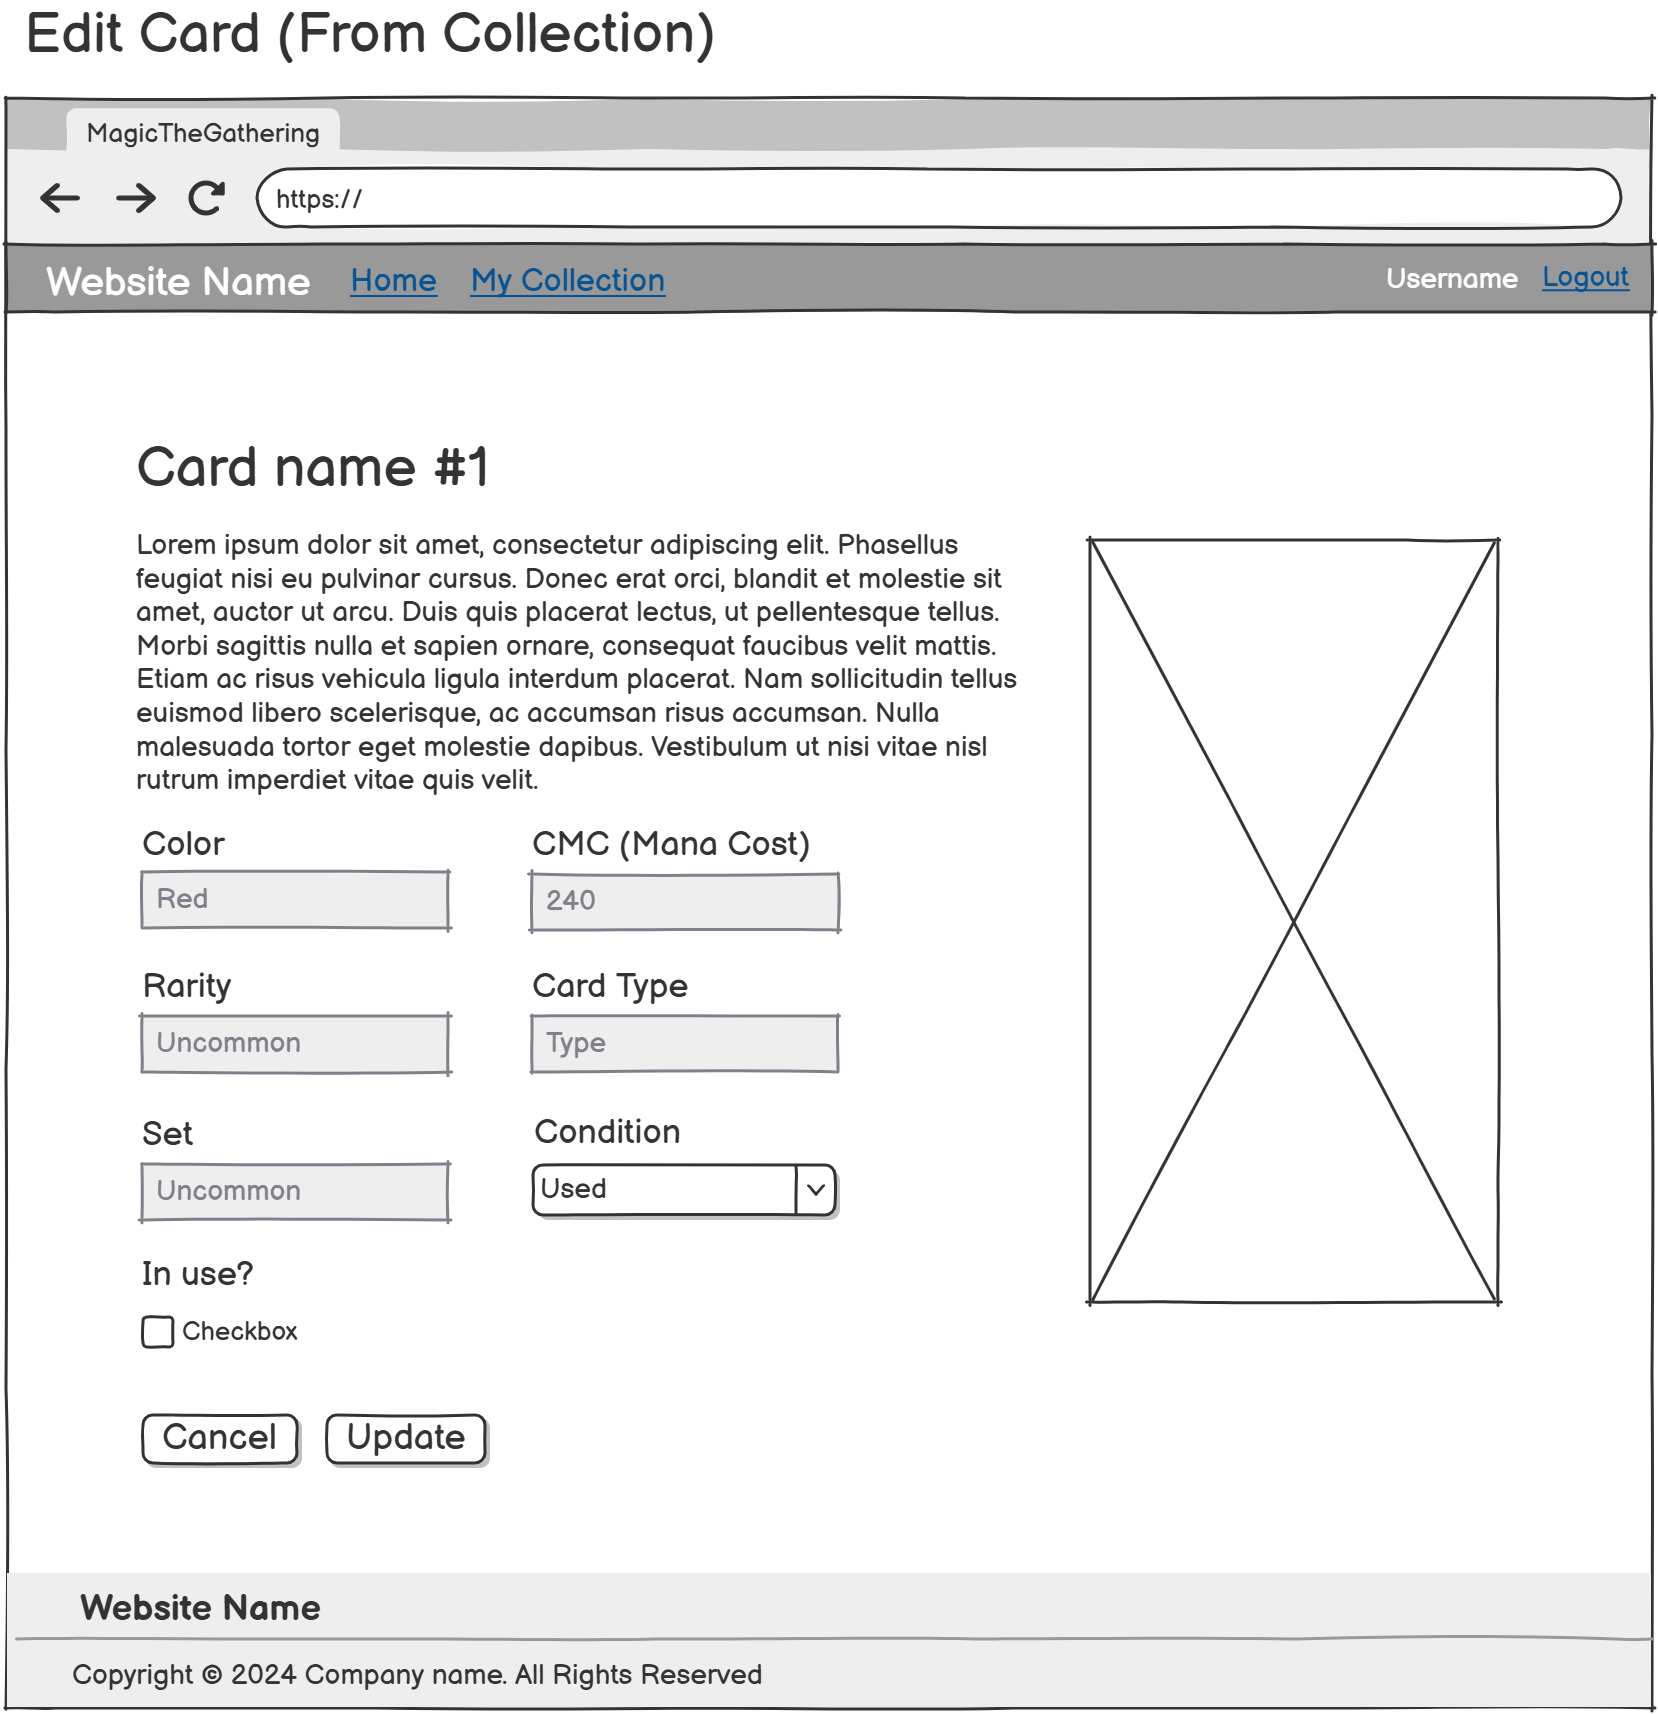 Edit Card (From Collection)
MagicTheGathering
https://
Website Name Home My Collection Username Logout
Card name #1
Lorem ipsum dolor sit amet, consectetur adipiscing elit. Phasellus
feugiat nisi eu pulvinar cursus. Donec erat orci, blandit et molestie sit
amet, auctor ut arcu. Duis quis placerat lectus, ut pellentesque tellus.
Morbi sagittis nulla et sapien ornare, consequat faucibus velit mattis.
Etiam ac risus vehicula ligula interdum placerat. Nam sollicitudin tellus
euismod libero scelerisque, ac accumsan risus accumsan. Nulla
malesuada tortor eget molestie dapibus. Vestibulum ut nisi vitae nisl
rutrum imperdiet vitae quis velit.
Color CMC (Mana Cost)
Red 240
Rarity Card Type
Uncommon Type
Set Condition
Uncommon Used
In use?
Checkbox
Cancel Update
Website Name
Copyright © 2024 Company name. All Rights Reserved